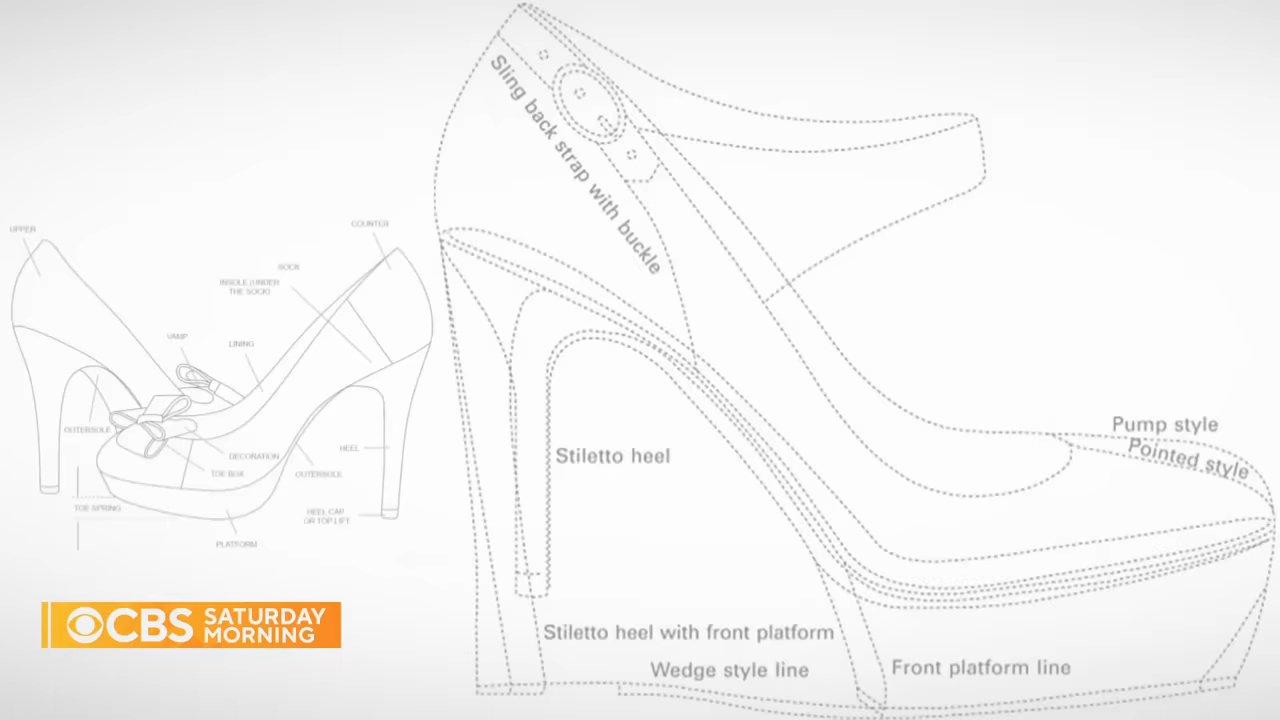 UPPER
COUNTER
SOCK
INSOLE (UNDER
THE SOCK)
VAMP
LINING
OUTERSOLE
DECORATION
TOE BOX
OUTERSOLE
HEEL
TOE SPRING
HEEL CAP
OR TOP LIFT
PLATFORM
Sling back strap with buckle
Pump style
Pointed style
Stiletto heel
Stiletto heel with front platform
Wedge style line
Front platform line
CBS SATURDAY
MORNING